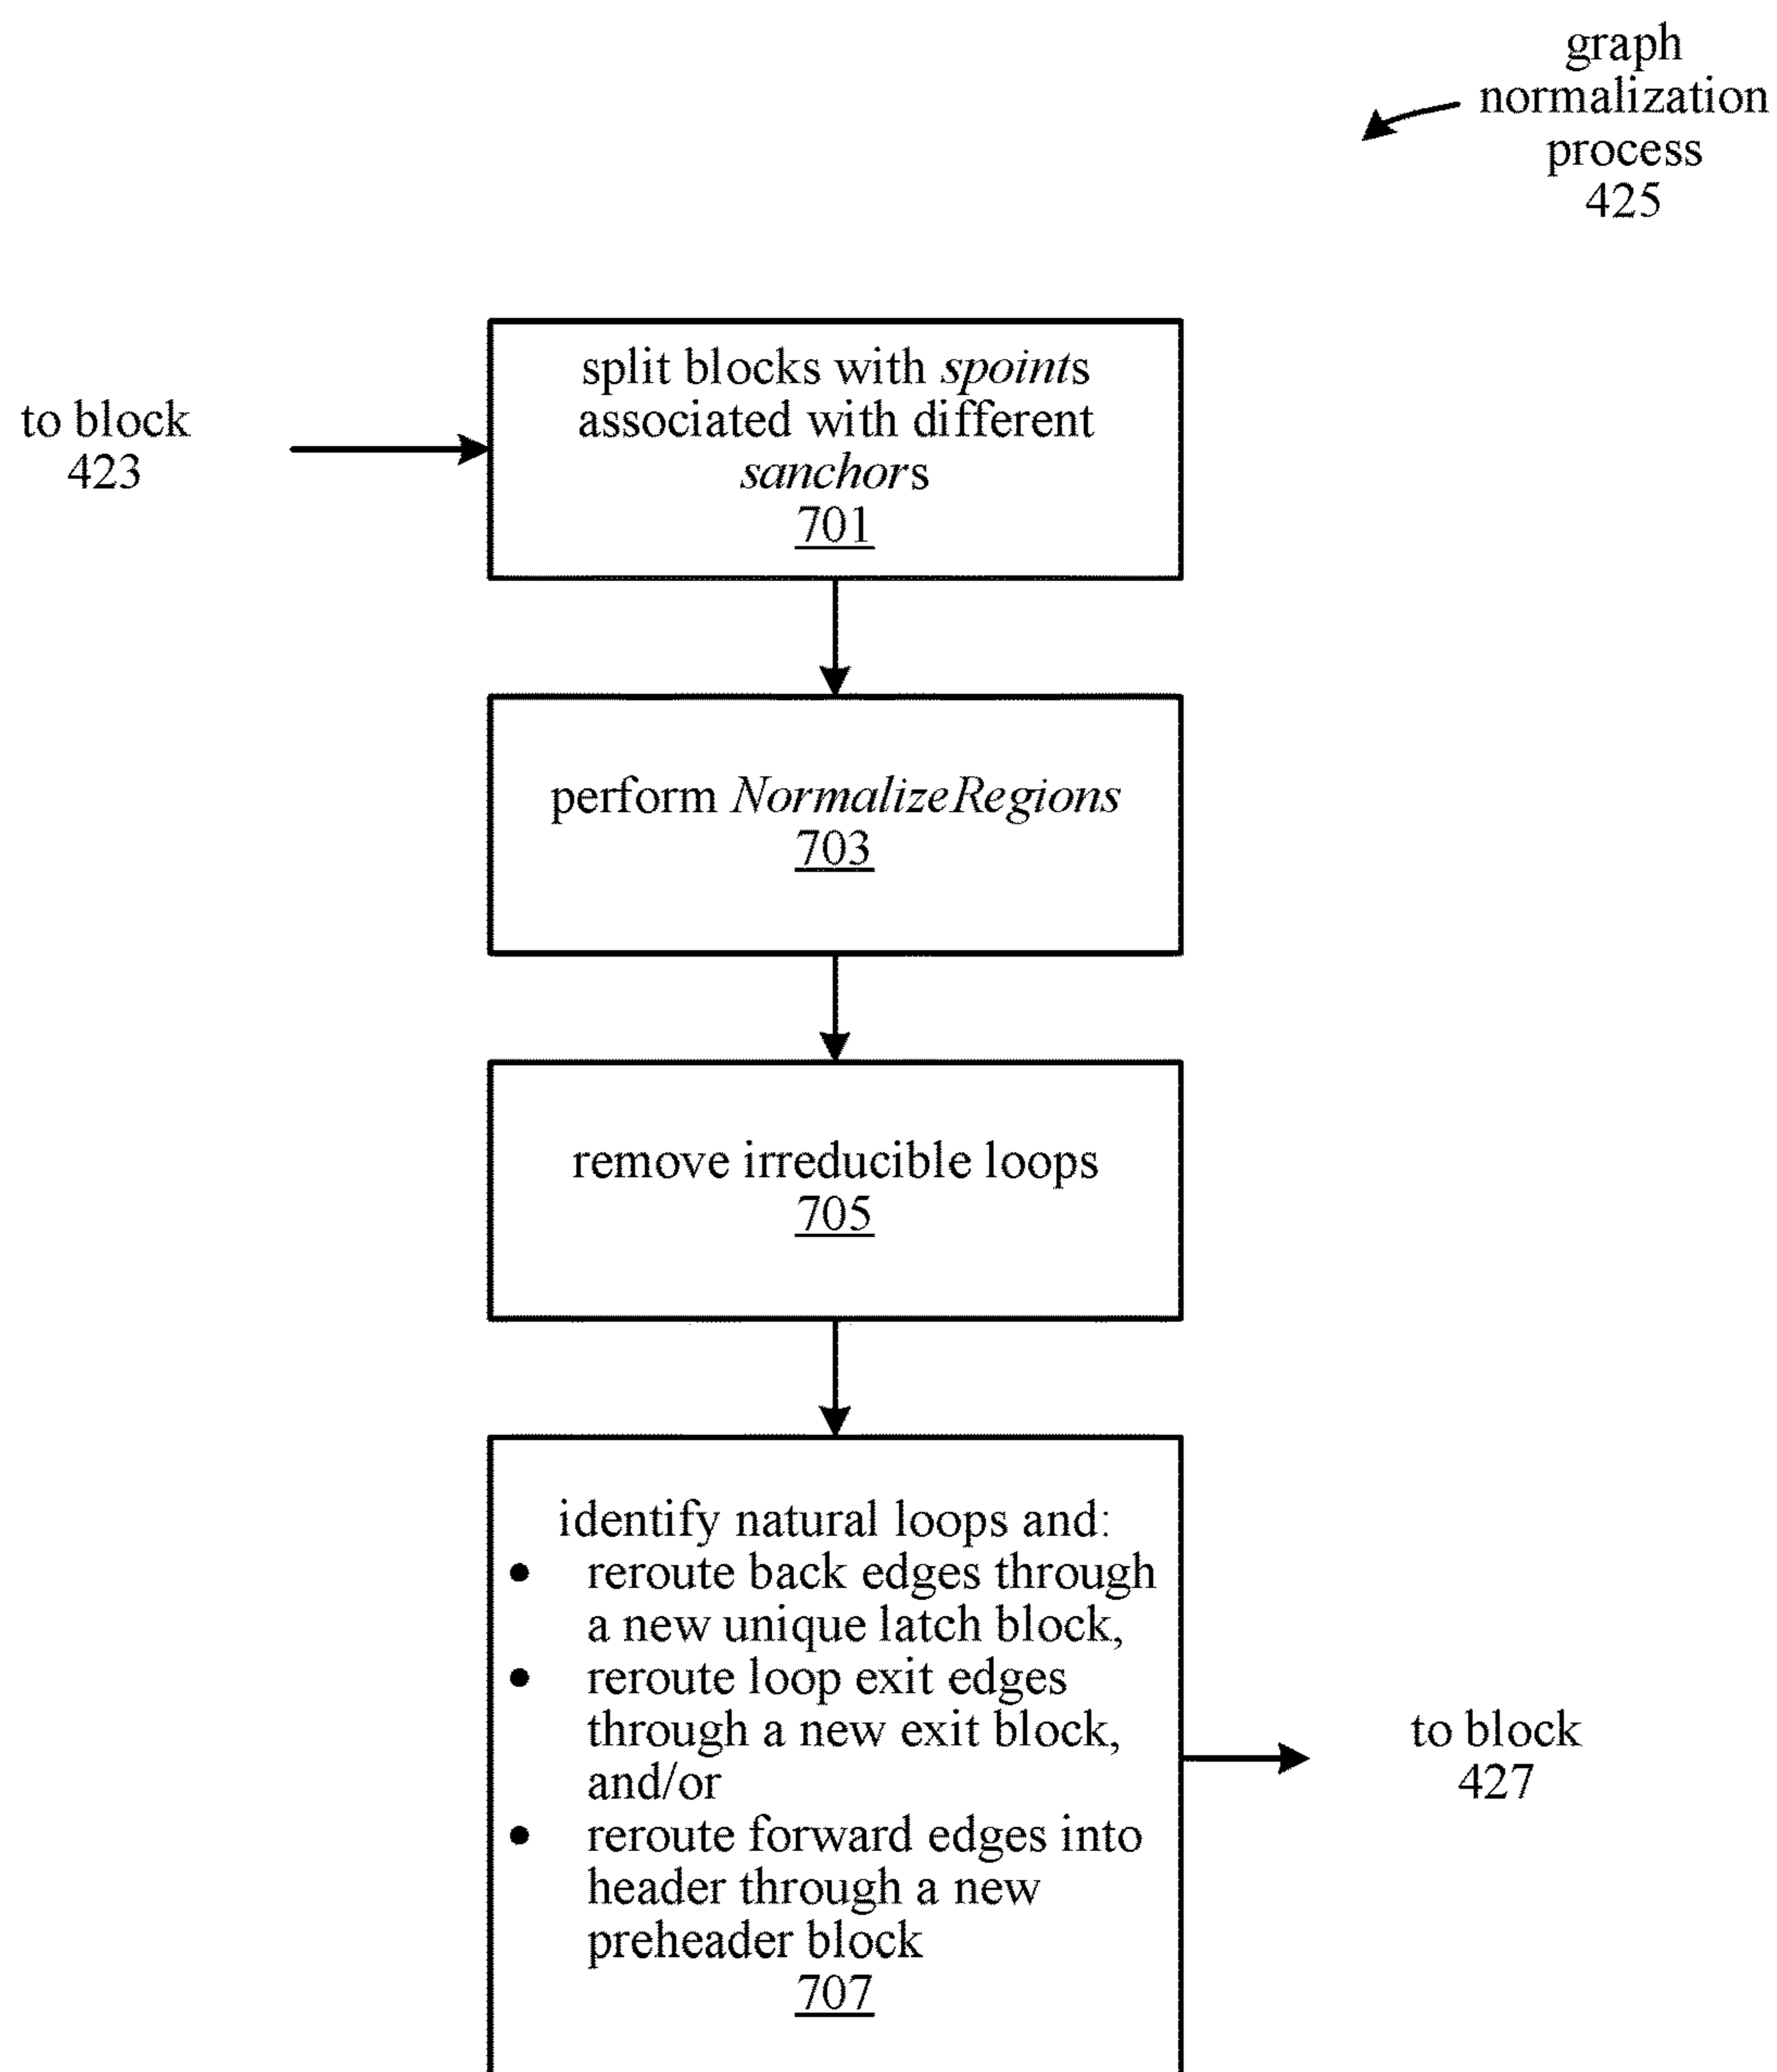 graph
normalization
process
425
split blocks with spoints
associated with different
sanchors
701
to block
423
perform NormalizeRegions
703
remove irreducible loops
705
identify natural loops and:
• reroute back edges through
a new unique latch block,
• reroute loop exit edges
through a new exit block,
and/or
• reroute forward edges into
header through a new
preheader block
707
to block
427